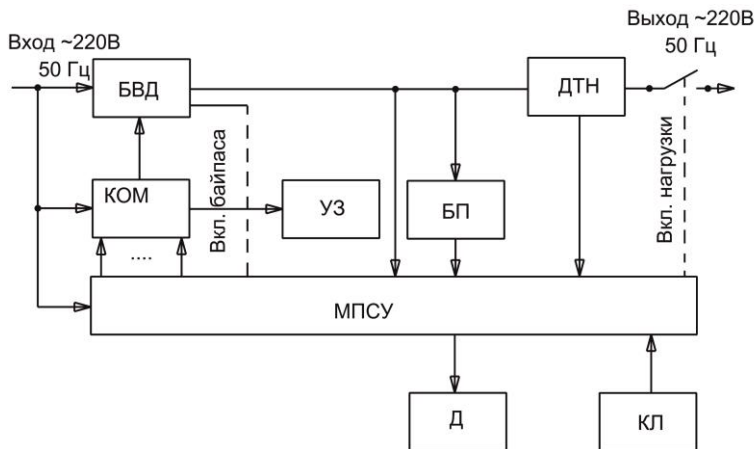 Вход ~220В
50 Гц
Выход ~220В
50 Гц
БВД
ДТН
КОМ
....
Вкл. байпаса
УЗ
БП
Вкл. нагрузки
МПСУ
Д
КЛ